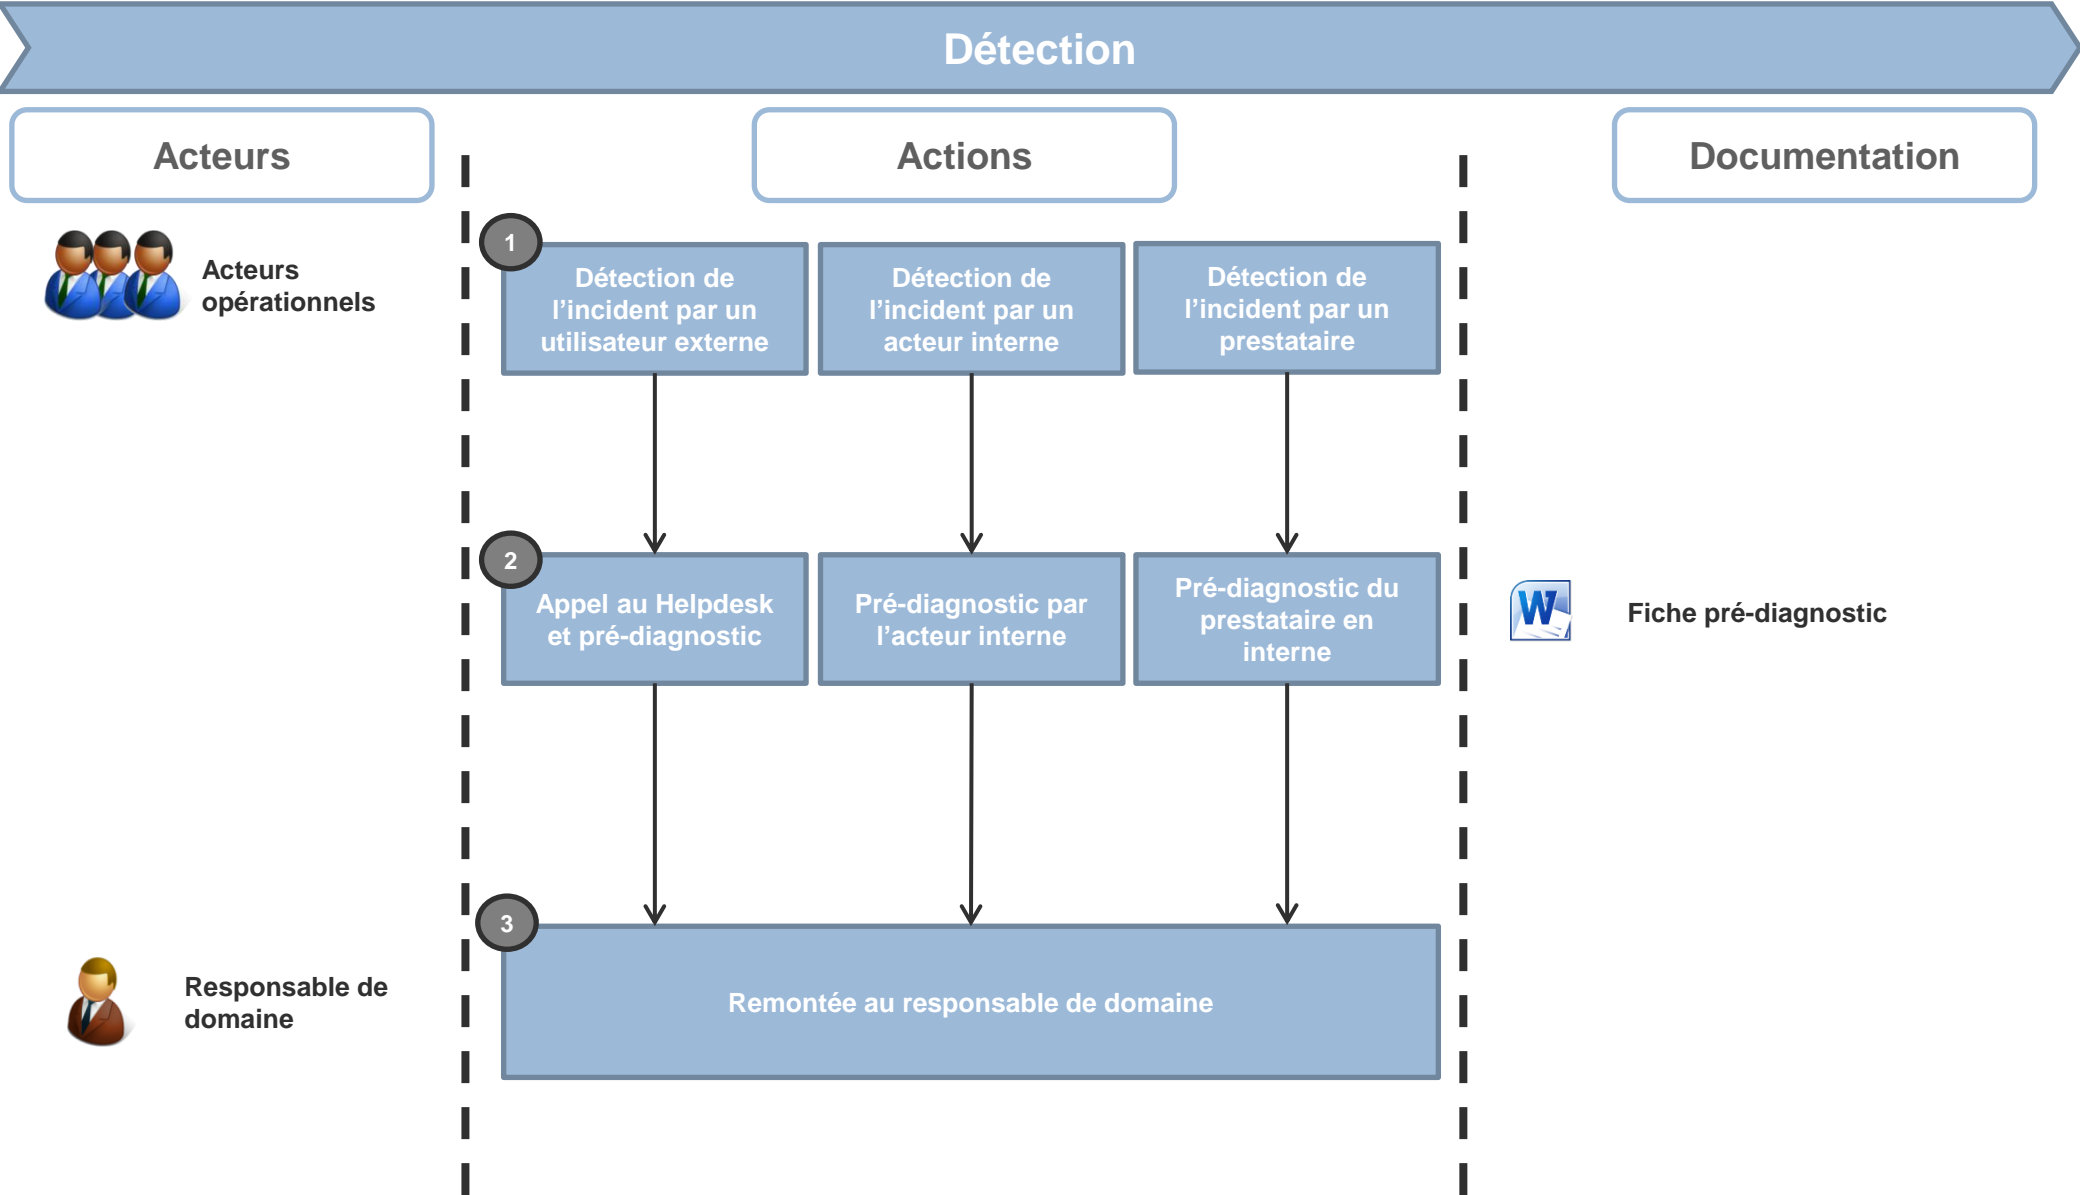 Détection
Acteurs
Actions
Documentation
Acteurs
opérationnels
1
Détection de
l’incident par un
utilisateur externe
Détection de
l’incident par un
acteur interne
Détection de
l’incident par un
prestataire
2
Appel au Helpdesk
et pré-diagnostic
Pré-diagnostic par
l’acteur interne
Pré-diagnostic du
prestataire en
interne
W
Fiche pré-diagnostic
3
Responsable de
domaine
Remontée au responsable de domaine